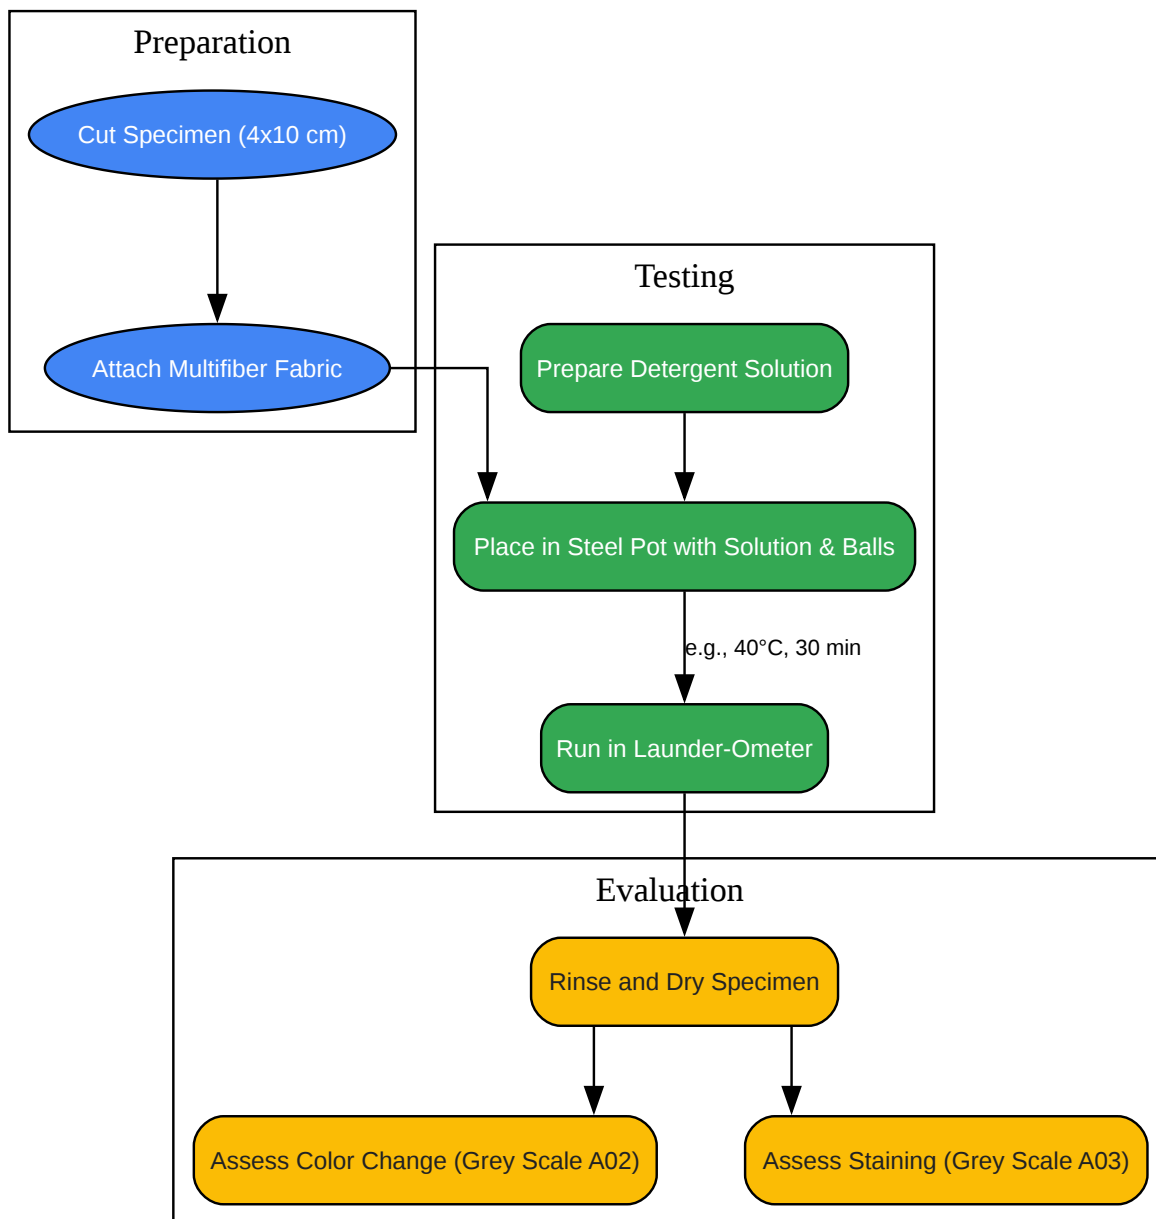 Preparation
Cut Specimen (4x10 cm)
Attach Multifiber Fabric
Testing
Prepare Detergent Solution
Place in Steel Pot with Solution & Balls
e.g., 40°C, 30 min
Run in Launder-Ometer
Evaluation
Rinse and Dry Specimen
Assess Color Change (Grey Scale A02)
Assess Staining (Grey Scale A03)